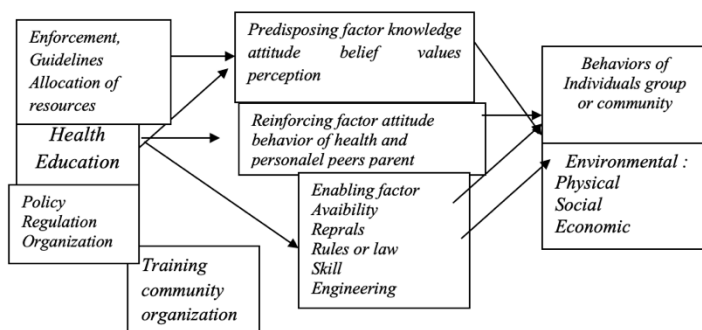 Enforcement,
Guidelines
Allocation of
resources
Health
Education
Policy
Regulation
Organization
Training
community
organization
Predisposing factor knowledge
attitude belief values
perception
Reinforcing factor attitude
behavior of health and
personalel peers parent
Enabling factor
Avaibility
Reprals
Rules or law
Skill
Engineering
Behaviors of
Individuals group
or community
Environmental :
Physical
Social
Economic